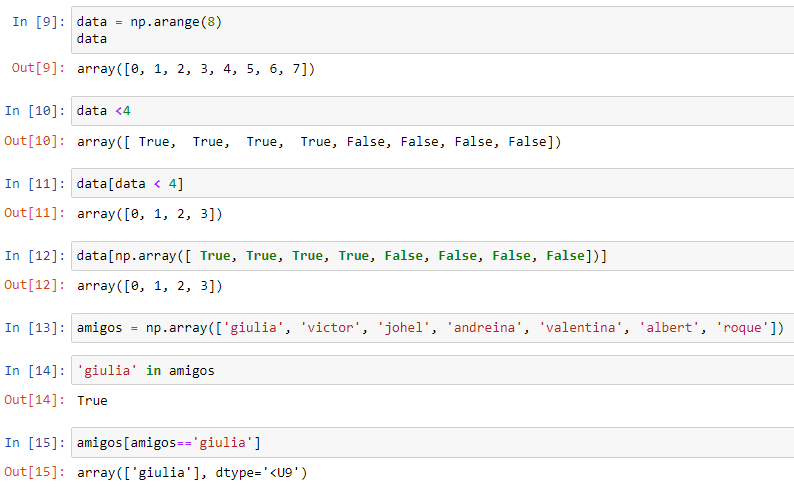 In [9]: data = np.arange(8)
data
Out[9]: array([0, 1, 2, 3, 4, 5, 6, 7])
In [10]: data <4
Out[10]: array([ True,  True,  True,  True, False, False, False, False])
In [11]: data[data < 4]
Out[11]: array([0, 1, 2, 3])
In [12]: data[np.array([ True, True, True, True, False, False, False, False])]
Out[12]: array([0, 1, 2, 3])
In [13]: amigos = np.array(['giulia', 'victor', 'johel', 'andreina', 'valentina', 'albert', 'roque'])
In [14]: 'giulia' in amigos
Out[14]: True
In [15]: amigos[amigos=='giulia']
Out[15]: array(['giulia'], dtype='<U9')